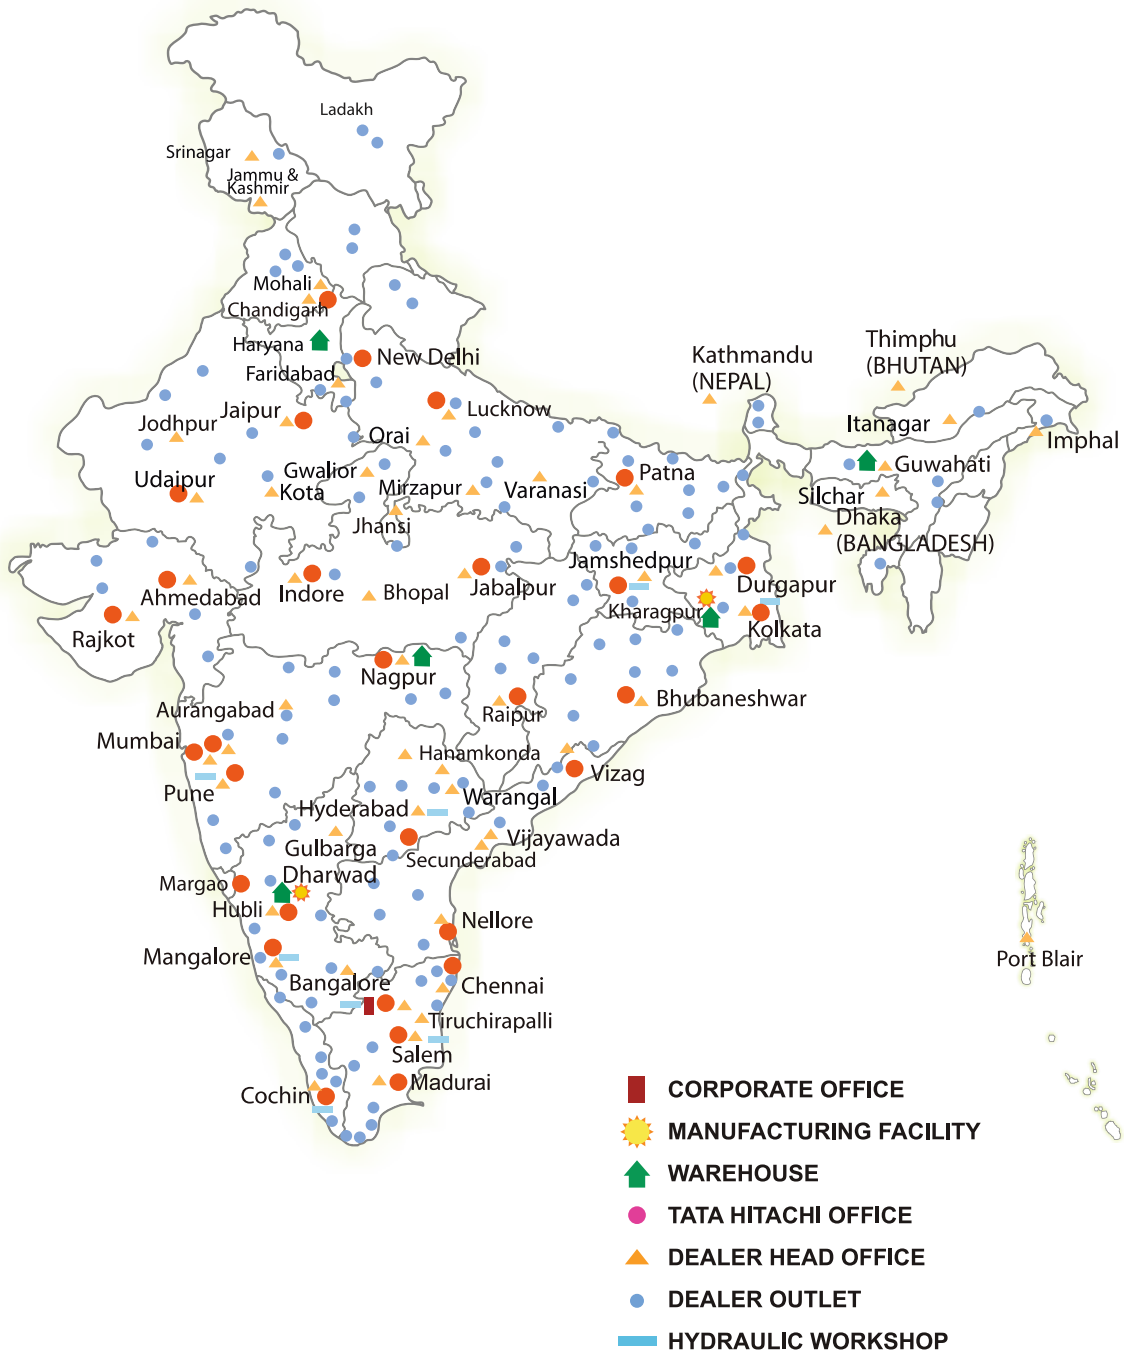 Ladakh
Srinagar
Jammu &
Kashmir
Mohali
Chandigarh
Haryana
New Delhi
Faridabad
Thimphu
(BHUTAN)
Kathmandu
(NEPAL)
Jaipur
Lucknow
Jodhpur
Orai
Itanagar
Imphal
Gwalior
Patna
Guwahati
Udaipur
Kota
Mirzapur
Varanasi
Silchar
Jhansi
Dhaka
(BANGLADESH)
Jamshedpur
Durgapur
Ahmedabad
Indore
Bhopal
Jabalpur
Kharagpur
Kolkata
Rajkot
Nagpur
Aurangabad
Raipur
Bhubaneshwar
Mumbai
Hanamkonda
Vizag
Pune
Hyderabad
Warangal
Gulbarga
Vijayawada
Secunderabad
Dharwad
Margao
Hubli
Nellore
Mangalore
Bangalore
Chennai
Port Blair
Tiruchirapalli
Salem
Madurai
Cochin
CORPORATE OFFICE
MANUFACTURING FACILITY
WAREHOUSE
TATA HITACHI OFFICE
DEALER HEAD OFFICE
DEALER OUTLET
HYDRAULIC WORKSHOP